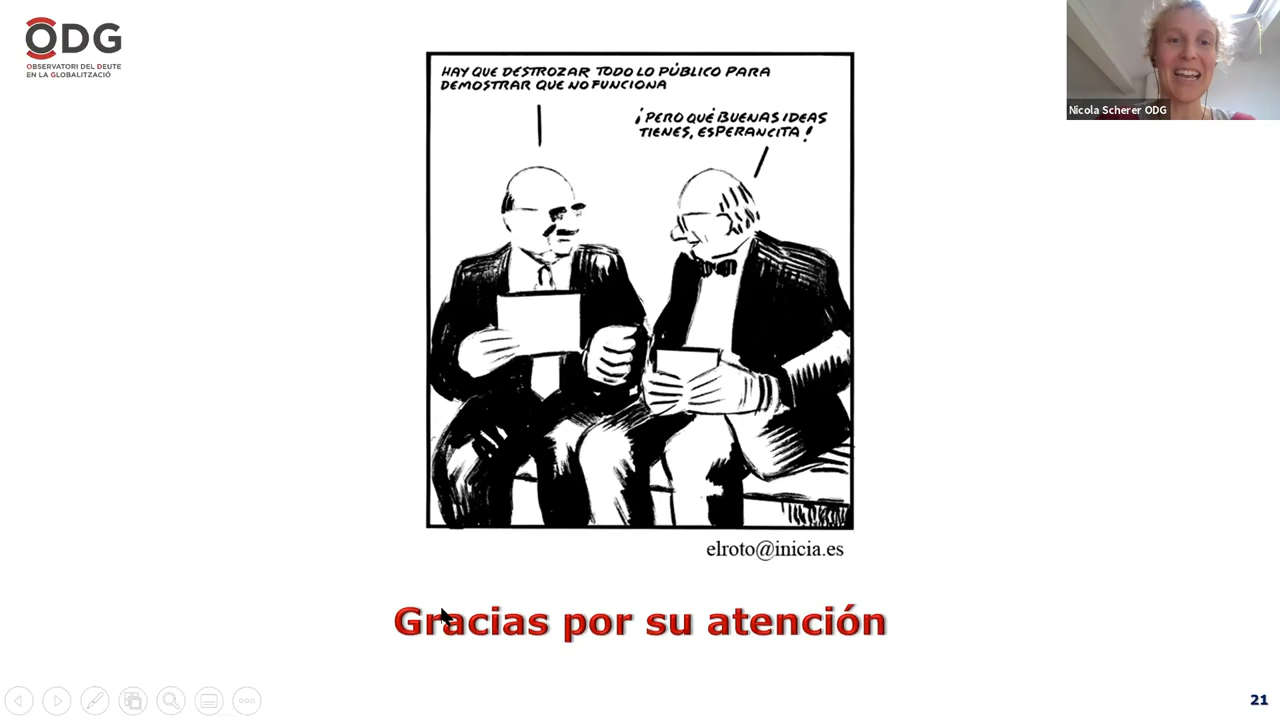 ODG
OBSERVATORI DEL DEUTE
EN LA GLOBALITZACIÓ
Nicola Scherer ODG
HAY QUE DESTROZAR TODO LO PÚBLICO PARA
DEMOSTRAR QUE NO FUNCIONA
¡PERO QUÉ BUENAS IDEAS
TIENES, ESPERANCITA!
elroto@inicia.es
Gracias por su atención
21